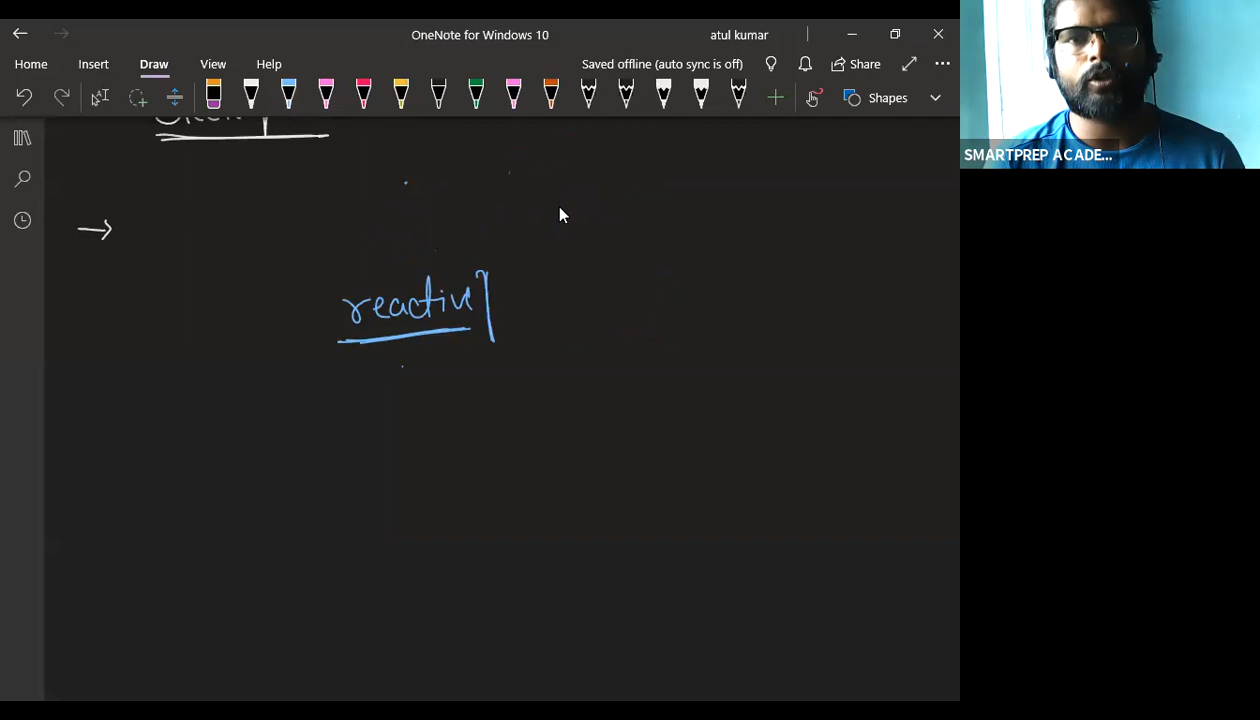 OneNote for Windows 10
atul kumar
Home Insert Draw View Help
Saved offline (auto sync is off)
Share
Shapes
SMARTPREP ACADE...
reactive